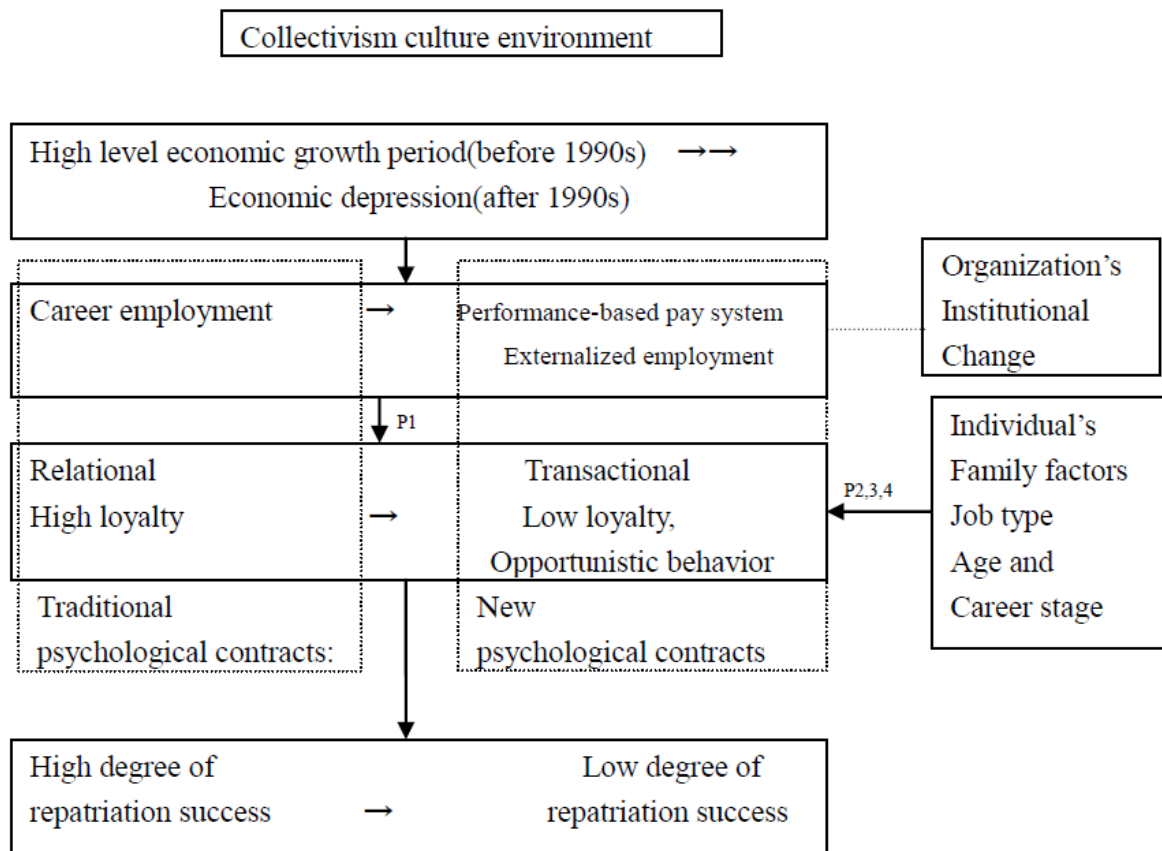 Collectivism culture environment
High level economic growth period(before 1990s) →→
Economic depression(after 1990s)
Career employment → Performance-based pay system
Externalized employment
Organization’s
Institutional
Change
P1
Relational Transactional
High loyalty → Low loyalty,
Opportunistic behavior
P2,3,4
Individual’s
Family factors
Job type
Age and
Career stage
Traditional
psychological contracts:
New
psychological contracts
High degree of Low degree of
repatriation success → repatriation success